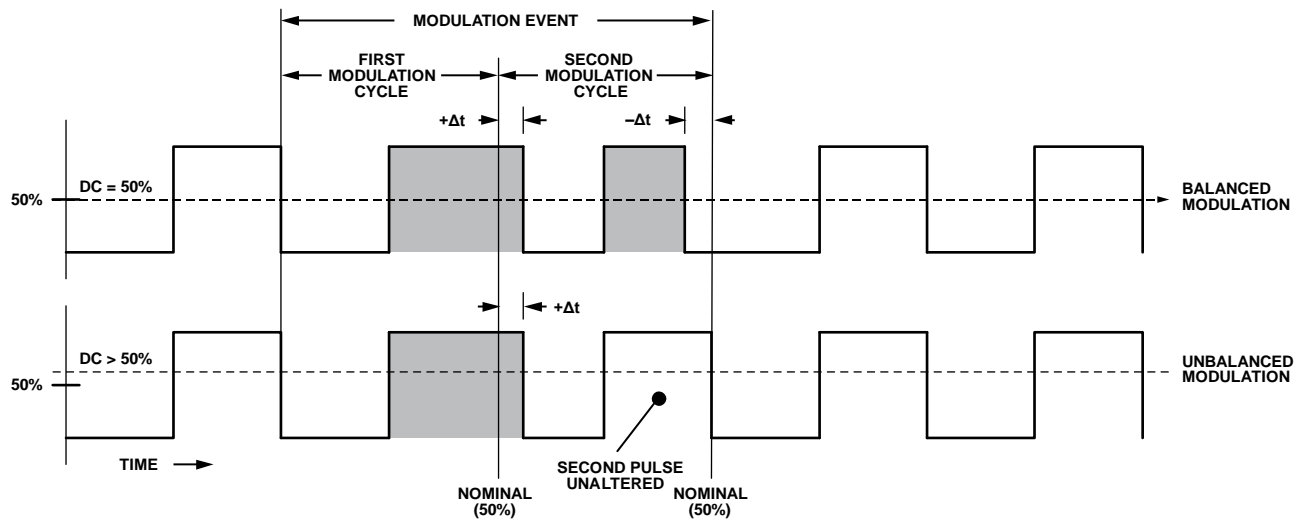 MODULATION EVENT
FIRST
MODULATION
CYCLE
SECOND
MODULATION
CYCLE
+Δt
–Δt
50%
DC = 50%
BALANCED
MODULATION
+Δt
DC > 50%
50%
UNBALANCED
MODULATION
TIME
SECOND PULSE
UNALTERED
NOMINAL
(50%)
NOMINAL
(50%)